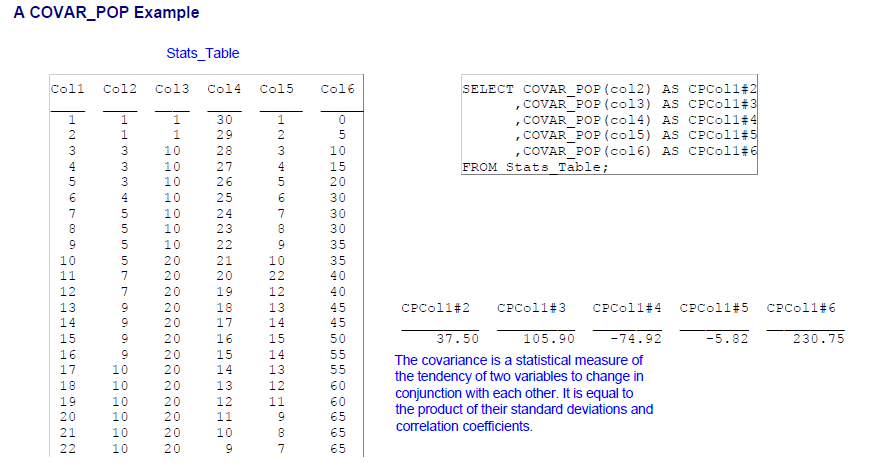 A COVAR_POP Example
Stats_Table
Col1 Col2 Col3 Col4 Col5 Col6
1 1 1 30 1 0
2 1 1 29 2 5
3 3 10 28 3 10
4 3 10 27 4 15
5 3 10 26 5 20
6 4 10 25 6 30
7 5 10 24 7 30
8 5 10 23 8 30
9 5 10 22 9 35
10 5 20 21 10 35
11 7 20 20 22 40
12 7 20 19 12 40
13 9 20 18 13 45
14 9 20 17 14 45
15 9 20 16 15 50
16 9 20 15 14 55
17 10 20 14 13 55
18 10 20 13 12 60
19 10 20 12 11 60
20 10 20 11 9 65
21 10 20 10 8 65
22 10 20 9 7 65
SELECT COVAR_POP(col2) AS CPCol1#2
,COVAR_POP(col3) AS CPCol1#3
,COVAR_POP(col4) AS CPCol1#4
,COVAR_POP(col5) AS CPCol1#5
,COVAR_POP(col6) AS CPCol1#6
FROM Stats_Table;
CPCol1#2 CPCol1#3 CPCol1#4 CPCol1#5 CPCol1#6
37.50 105.90 -74.92 -5.82 230.75
The covariance is a statistical measure of
the tendency of two variables to change in
conjunction with each other. It is equal to
the product of their standard deviations and
correlation coefficients.